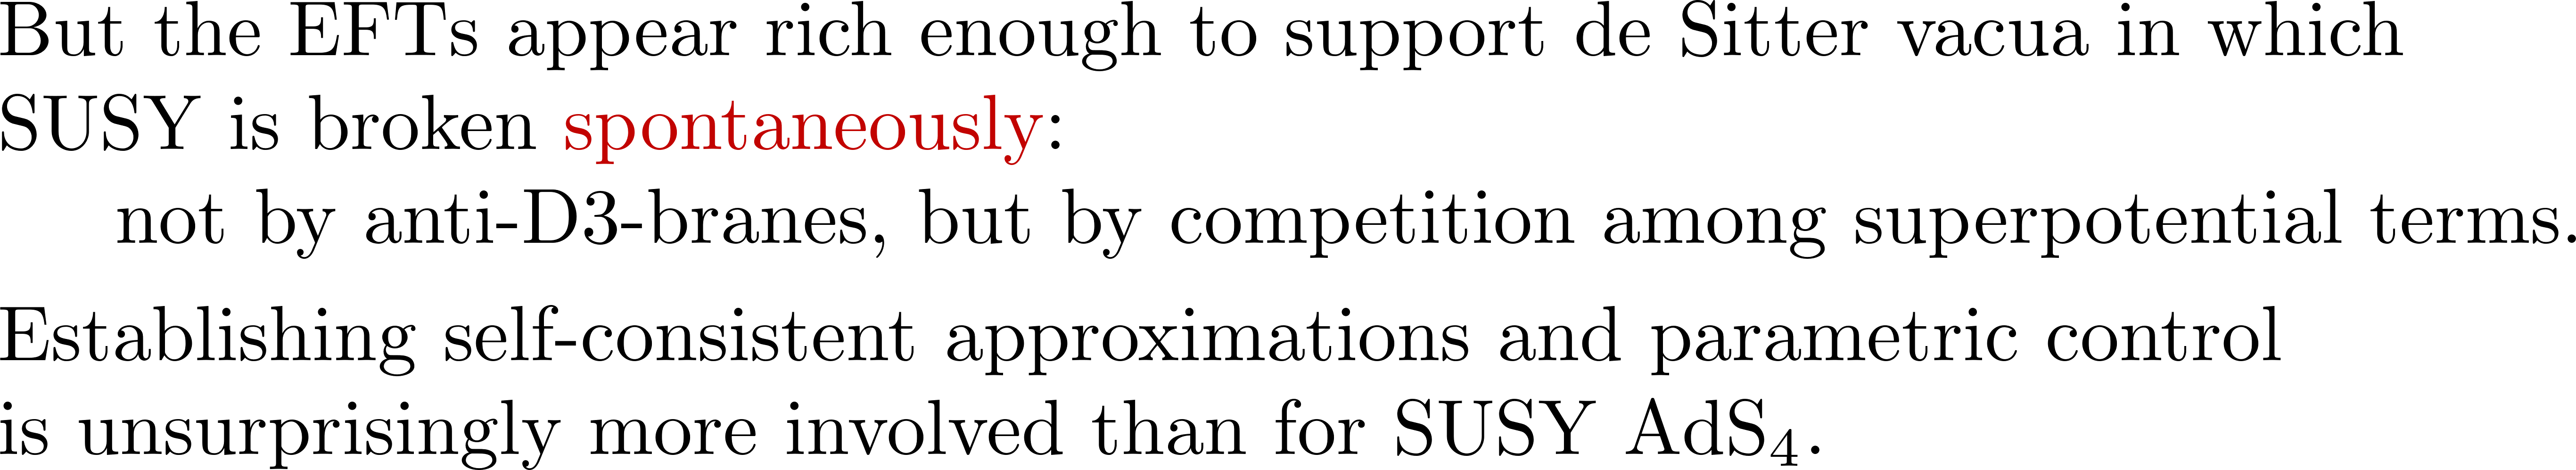 But the EFTs appear rich enough to support de Sitter vacua in which
SUSY is broken spontaneously:
not by anti-D3-branes, but by competition among superpotential terms.
Establishing self-consistent approximations and parametric control
is unsurprisingly more involved than for SUSY AdS₄.